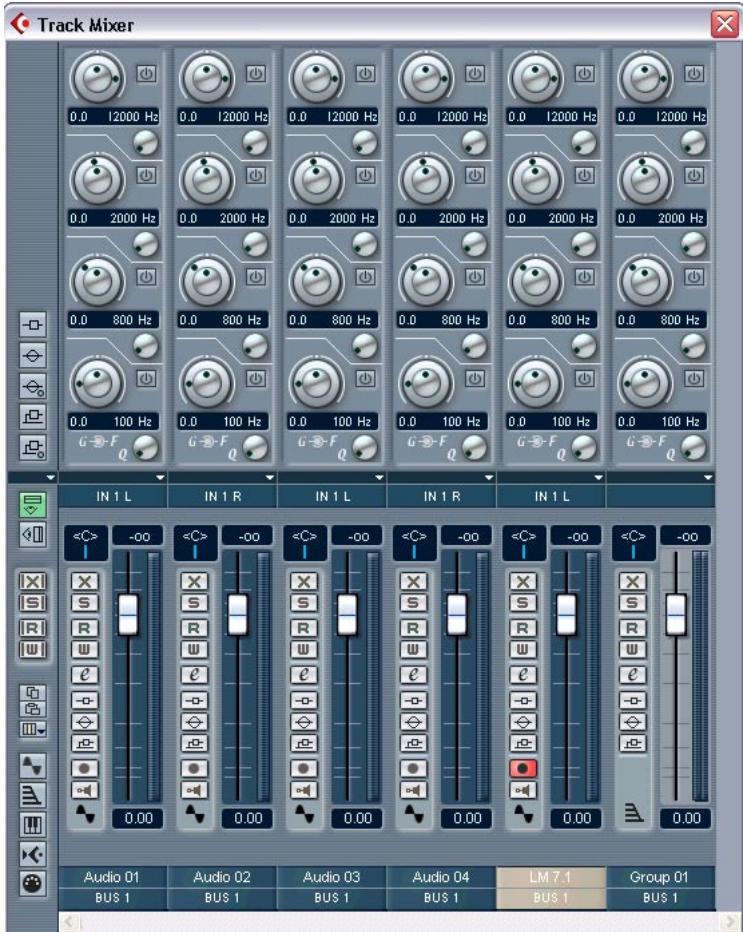 Track Mixer
0.0 12000 Hz 0.0 12000 Hz 0.0 12000 Hz 0.0 12000 Hz 0.0 12000 Hz 0.0 12000 Hz
0.0 2000 Hz 0.0 2000 Hz 0.0 2000 Hz 0.0 2000 Hz 0.0 2000 Hz 0.0 2000 Hz
0.0 800 Hz 0.0 800 Hz 0.0 800 Hz 0.0 800 Hz 0.0 800 Hz 0.0 800 Hz
0.0 100 Hz 0.0 100 Hz 0.0 100 Hz 0.0 100 Hz 0.0 100 Hz 0.0 100 Hz
G F G F G F G F G F G F
Q Q Q Q Q Q
IN 1 L IN 1 R IN 1 L IN 1 R IN 1 L
<C> -oo <C> -oo <C> -oo <C> -oo <C> -oo <C> -oo
X X X X X X X
S S S S S S S
R R R R R R R
W W W W W W W
e e e e e e
0.00 0.00 0.00 0.00 0.00 0.00
Audio 01 Audio 02 Audio 03 Audio 04 LM 7.1 Group 01
BUS 1 BUS 1 BUS 1 BUS 1 BUS 1 BUS 1